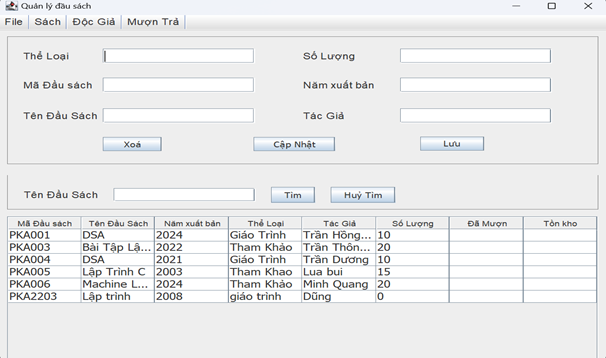 Quản lý đầu sách
File Sách Độc Giả Mượn Trả
Thể Loại Số Lượng
Mã Đầu sách Năm xuất bản
Tên Đầu Sách Tác Giả
Xoá Cập Nhật Lưu
Tên Đầu Sách Tìm Huỷ Tìm
Mã Đầu sách Tên Đầu Sách Năm xuất bản Thể Loại Tác Giả Số Lượng Đã Mượn Tồn kho
PKA001 DSA 2024 Giáo Trình Trần Hồng... 10
PKA003 Bài Tập Lậ... 2022 Tham Khảo Trần Thôn... 20
PKA004 DSA 2021 Giáo Trình Trần Dương 10
PKA005 Lập Trình C 2003 Tham Khao Lua bui 15
PKA006 Machine L... 2024 Tham Khảo Minh Quang 20
PKA2203 Lập trình 2008 giáo trình Dũng 0